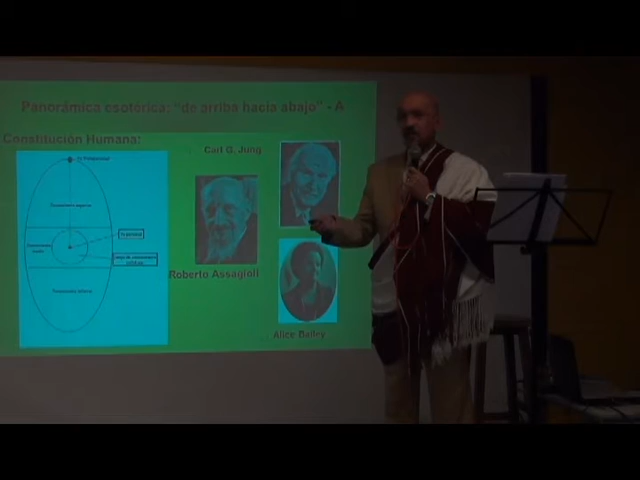 Panorámica esotérica: "de arriba hacia abajo" - A
Constitución Humana:
Carl G. Jung
Roberto Assagioli
Alice Bailey